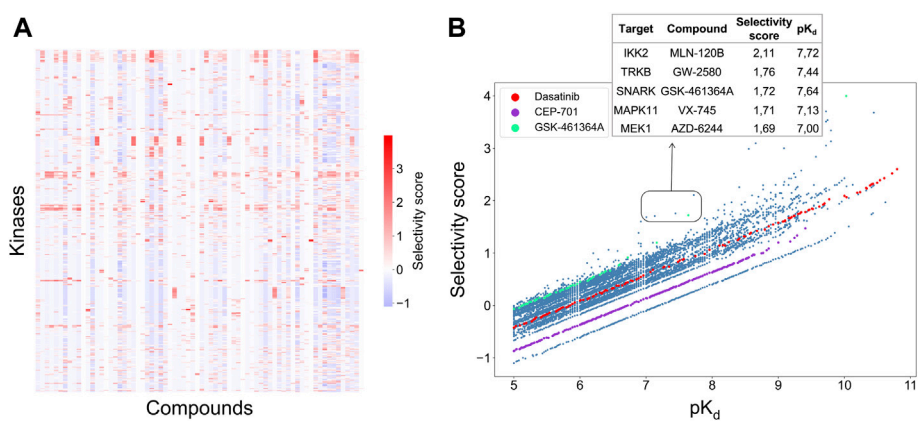 A
Kinases
Compounds
3
2
1
0
−1
Selectivity score
B
Target Compound Selectivity score pKd
IKK2 MLN-120B 2,11 7,72
TRKB GW-2580 1,76 7,44
SNARK GSK-461364A 1,72 7,64
MAPK11 VX-745 1,71 7,13
MEK1 AZD-6244 1,69 7,00
Dasatinib
CEP-701
GSK-461364A
Selectivity score
4
3
2
1
0
−1
5 6 7 8 9 10 11
pKd